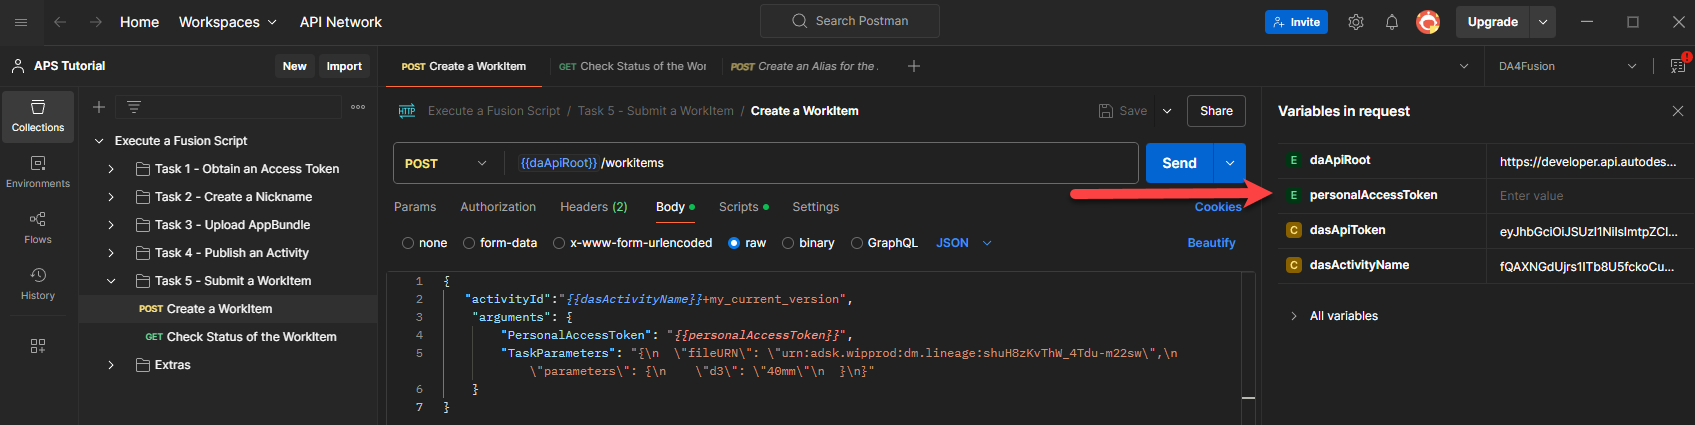 Home Workspaces API Network Search Postman Invite Upgrade
APS Tutorial New Import
POST Create a WorkItem GET Check Status of the Wor POST Create an Alias for the DA4Fusion
Collections
Environments
Flows
History
Execute a Fusion Script
Task 1 - Obtain an Access Token
Task 2 - Create a Nickname
Task 3 - Upload AppBundle
Task 4 - Publish an Activity
Task 5 - Submit a WorkItem
POST Create a WorkItem
GET Check Status of the WorkItem
Extras
HTTP Execute a Fusion Script / Task 5 - Submit a WorkItem / Create a WorkItem Save Share
POST {{daApiRoot}} /workitems Send
Params Authorization Headers (2) Body Scripts Settings Cookies
none form-data x-www-form-urlencoded raw binary GraphQL JSON Beautify
1 {
2 "activityId":"{{dasActivityName}}+my_current_version",
3 "arguments": {
4 "PersonalAccessToken": "{{personalAccessToken}}",
5 "TaskParameters": "{\n \"fileURN\": \"urn:adsk.wipprod:dm.lineage:shuH8zKvThW_4Tdu-m22sw\",\n
\"parameters\": {\n \"d3\": \"40mm\"\n }\n}"
6 }
7 }
Variables in request
E daApiRoot https://developer.api.autodes...
E personalAccessToken Enter value
C dasApiToken eyJhbGciOiJSUzI1NiIsImtpZCI...
C dasActivityName fQAXNGdUjrs1ITb8U5fckoCu...
All variables